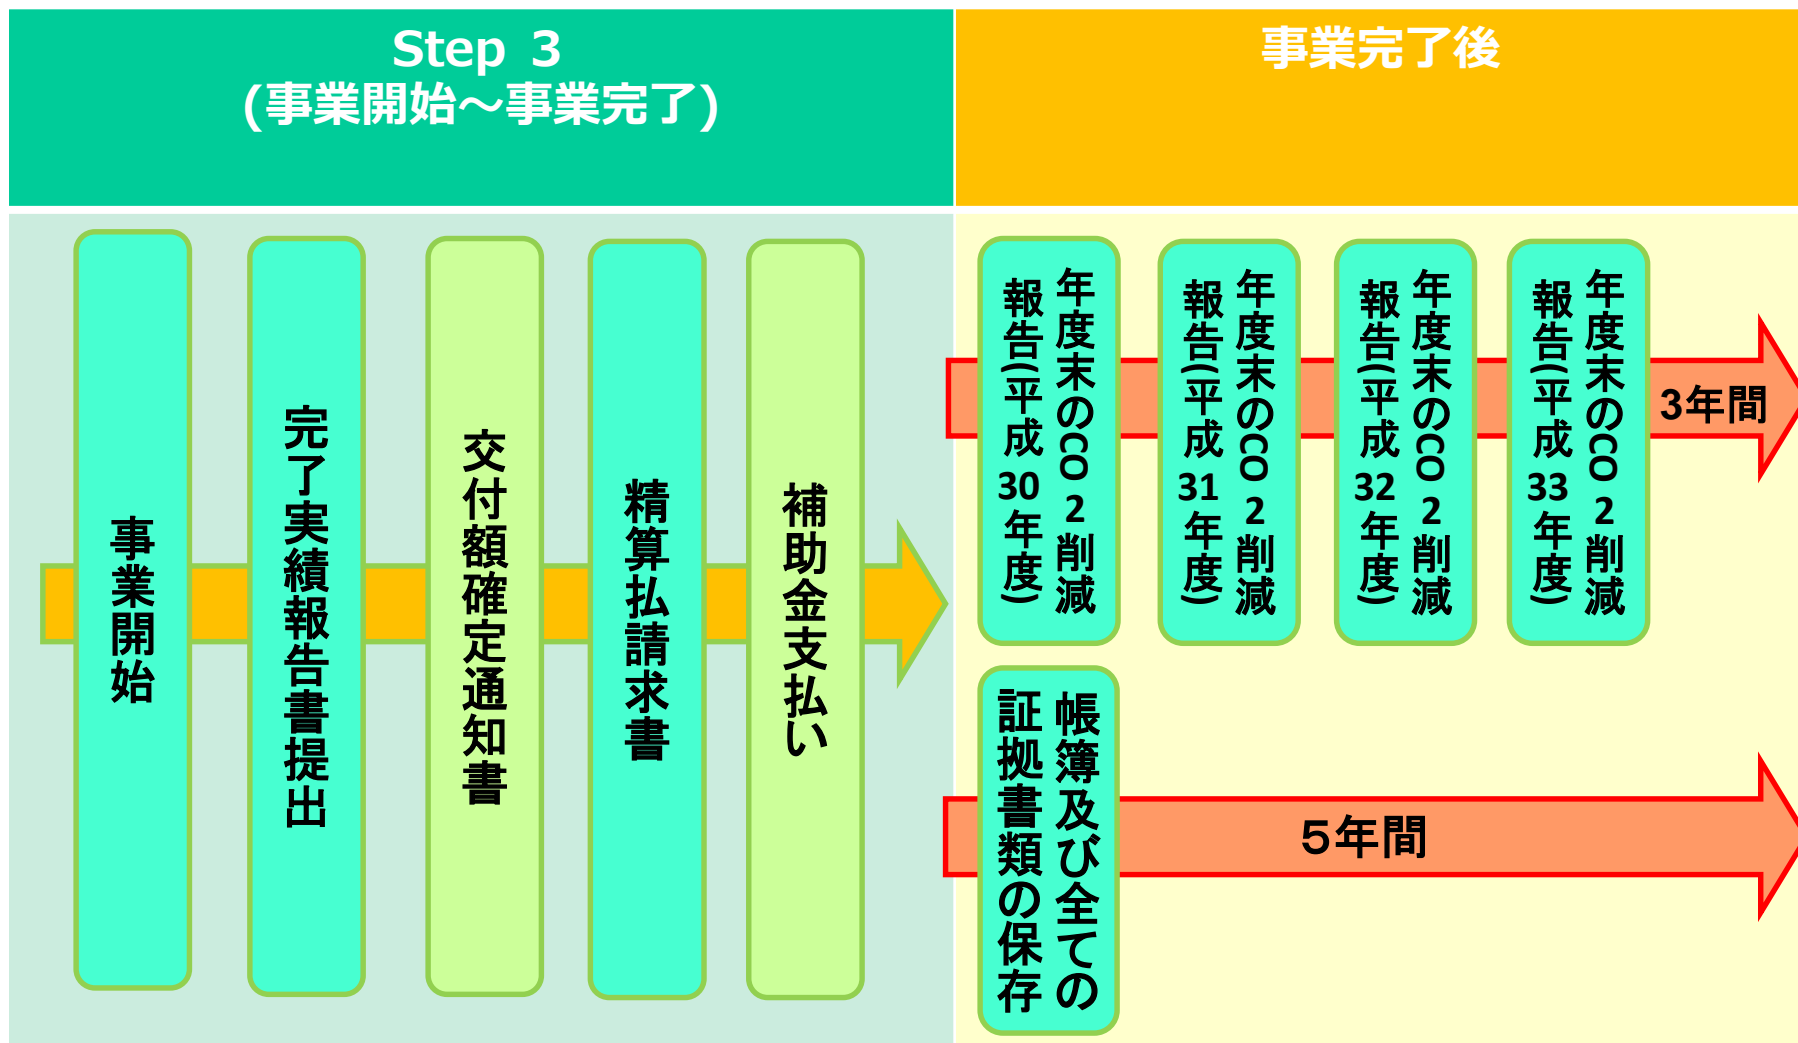 Step 3
(事業開始～事業完了)
事業完了後
事業開始
完了実績報告書提出
交付額確定通知書
精算払請求書
補助金支払い
年度末のCO2削減
報告(平成30年度)
年度末のCO2削減
報告(平成31年度)
年度末のCO2削減
報告(平成32年度)
年度末のCO2削減
報告(平成33年度)
3年間
帳簿及び全ての
証拠書類の保存
５年間